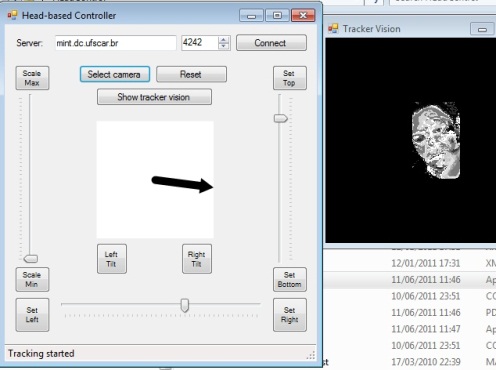 Head-based Controller
Server: mint.dc.ufscar.br 4242 Connect
Scale Max
Select camera Reset
Set Top
Show tracker vision
Left Tilt
Right Tilt
Scale Min
Set Bottom
Set Left
Set Right
Tracking started
Tracker Vision
12/01/2011 17:31 XM
11/06/2011 11:46 Ap
10/06/2011 23:51 CO
11/06/2011 11:46 PD
11/06/2011 11:47 Ap
10/06/2011 23:51 CO
17/03/2010 22:39